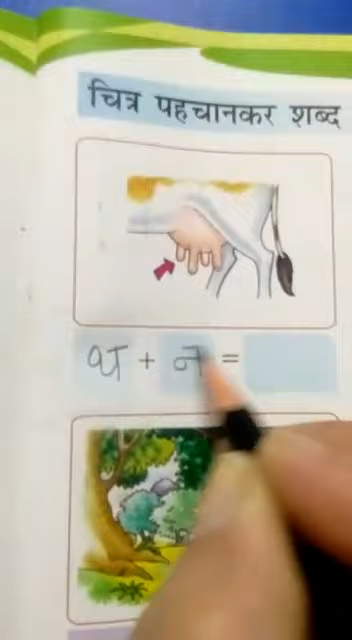 चित्र पहचानकर शब्द
थ + न =